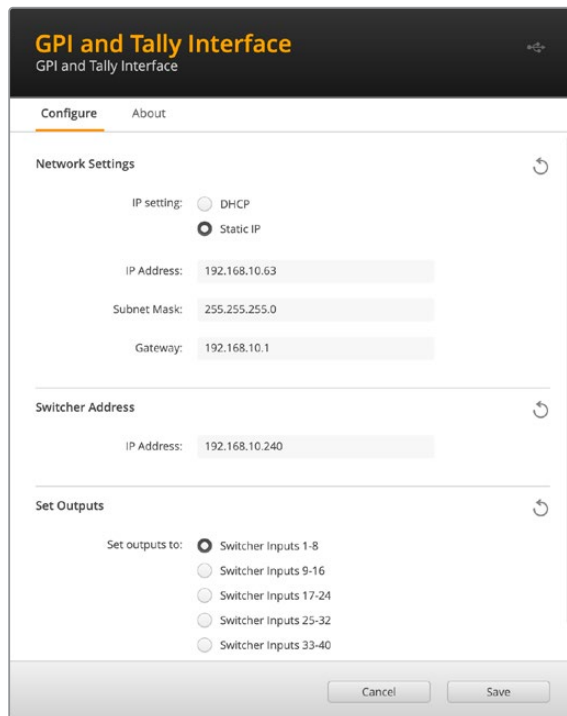 GPI and Tally Interface
GPI and Tally Interface
Configure About
Network Settings
IP setting: DHCP
Static IP
IP Address: 192.168.10.63
Subnet Mask: 255.255.255.0
Gateway: 192.168.10.1
Switcher Address
IP Address: 192.168.10.240
Set Outputs
Set outputs to: Switcher Inputs 1-8
Switcher Inputs 9-16
Switcher Inputs 17-24
Switcher Inputs 25-32
Switcher Inputs 33-40
Cancel Save